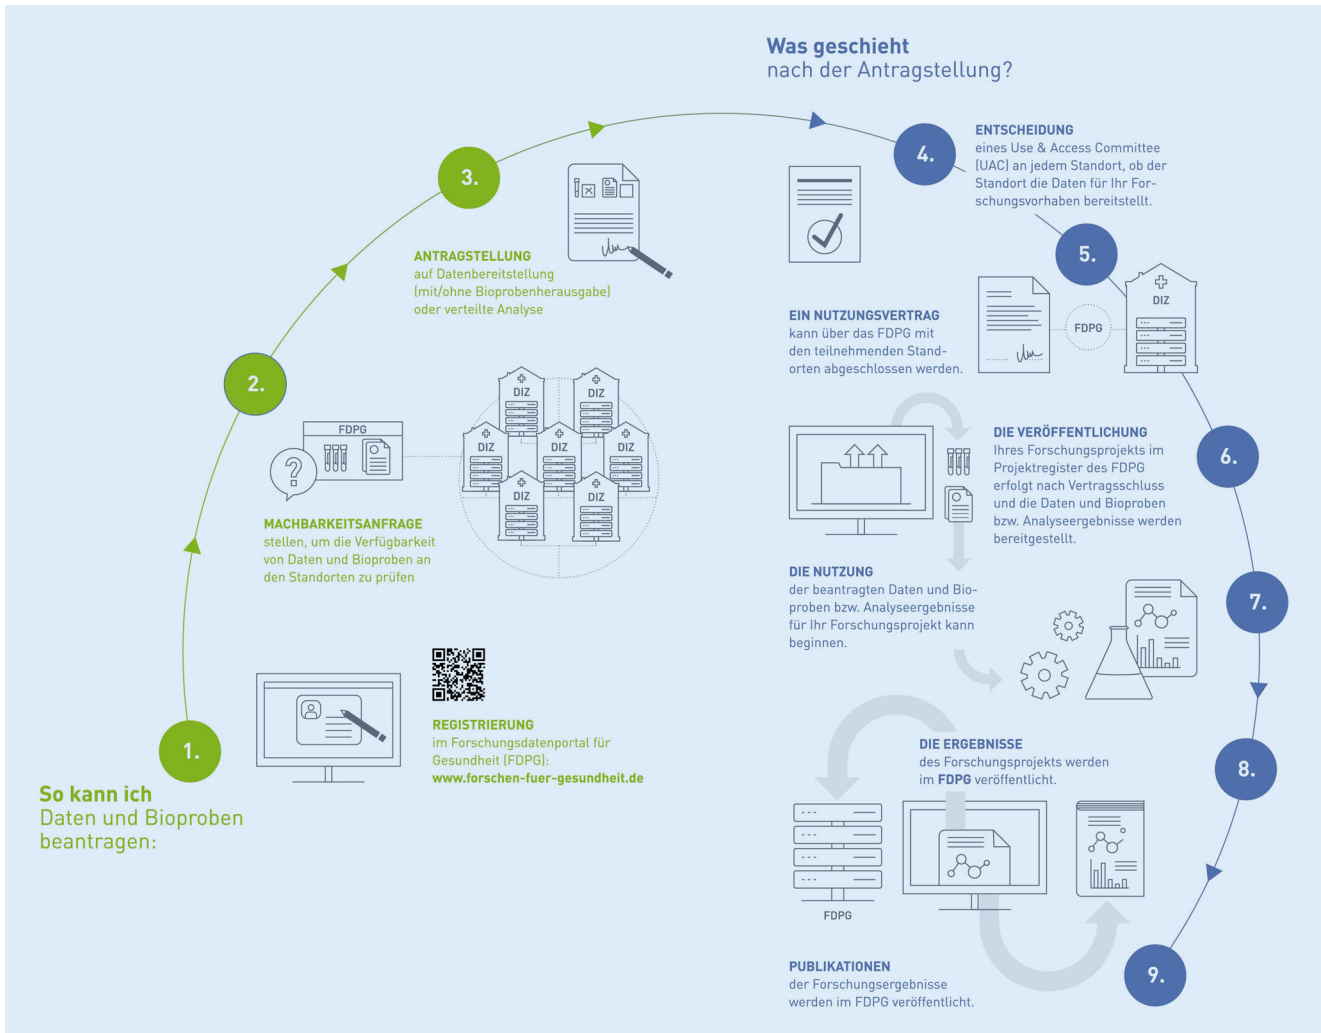 So kann ich
Daten und Bioproben
beantragen:
1.
REGISTRIERUNG
im Forschungsdatenportal für
Gesundheit (FDPG):
www.forschen-fuer-gesundheit.de
2.
FDPG
?
DIZ
DIZ
DIZ
DIZ
DIZ
DIZ
DIZ
MACHBARKEITSANFRAGE
stellen, um die Verfügbarkeit
von Daten und Bioproben an
den Standorten zu prüfen
3.
ANTRAGSTELLUNG
auf Datenbereitstellung
(mit/ohne Bioprobenherausgabe)
oder verteilte Analyse
Was geschieht
nach der Antragstellung?
4.
ENTSCHEIDUNG
eines Use & Access Committee
(UAC) an jedem Standort, ob der
Standort die Daten für Ihr For-
schungsvorhaben bereitstellt.
5.
EIN NUTZUNGSVERTRAG
kann über das FDPG mit
den teilnehmenden Stand-
orten abgeschlossen werden.
FDPG
DIZ
6.
DIE VERÖFFENTLICHUNG
Ihres Forschungsprojekts im
Projektregister des FDPG
erfolgt nach Vertragsschluss
und die Daten und Bioproben
bzw. Analyseergebnisse werden
bereitgestellt.
7.
DIE NUTZUNG
der beantragten Daten und Bio-
proben bzw. Analyseergebnisse
für Ihr Forschungsprojekt kann
beginnen.
8.
DIE ERGEBNISSE
des Forschungsprojekts werden
im FDPG veröffentlicht.
FDPG
9.
PUBLIKATIONEN
der Forschungsergebnisse
werden im FDPG veröffentlicht.